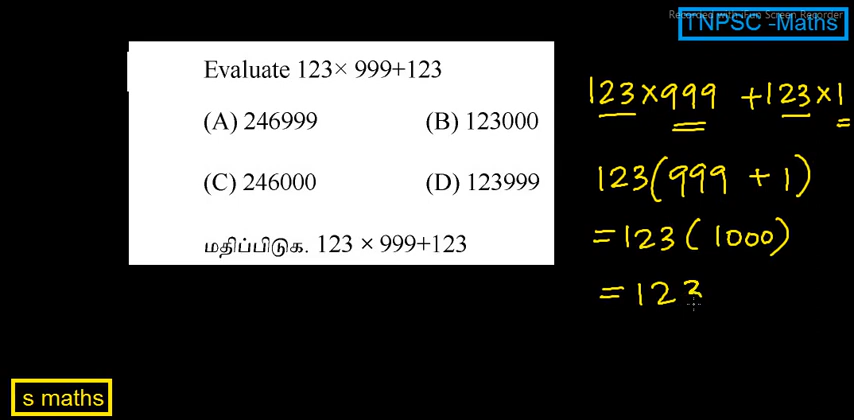 Recorded with iFun Screen Recorder
TNPSC -Maths
Evaluate 123× 999+123
(A) 246999 (B) 123000
(C) 246000 (D) 123999
மதிப்பிடுக. 123 × 999+123
123×999 +123×1
=
123(999 + 1)
=123(1000)
=123
s maths